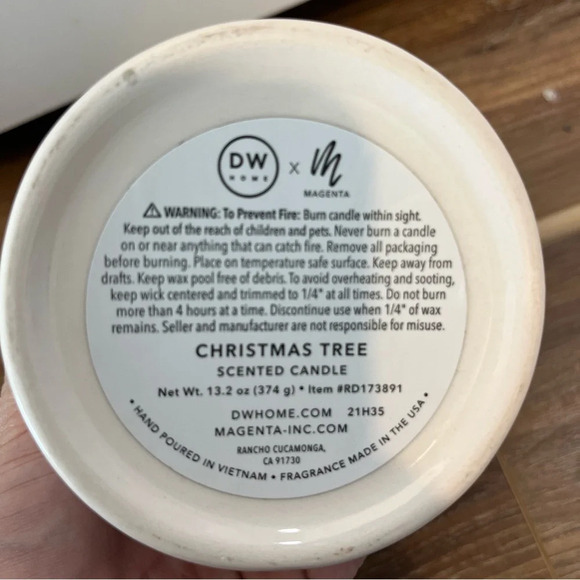 DW
HOME
x
M
MAGENTA
⚠ WARNING: To Prevent Fire: Burn candle within sight.
Keep out of the reach of children and pets. Never burn a candle
on or near anything that can catch fire. Remove all packaging
before burning. Place on temperature safe surface. Keep away from
drafts. Keep wax pool free of debris. To avoid overheating and sooting,
keep wick centered and trimmed to 1/4" at all times. Do not burn
more than 4 hours at a time. Discontinue use when 1/4" of wax
remains. Seller and manufacturer are not responsible for misuse.
CHRISTMAS TREE
SCENTED CANDLE
Net Wt. 13.2 oz (374 g) • Item #RD173891
DWHOME.COM 21H35
MAGENTA-INC.COM
RANCHO CUCAMONGA,
CA 91730
• HAND POURED IN VIETNAM • FRAGRANCE MADE IN THE USA •